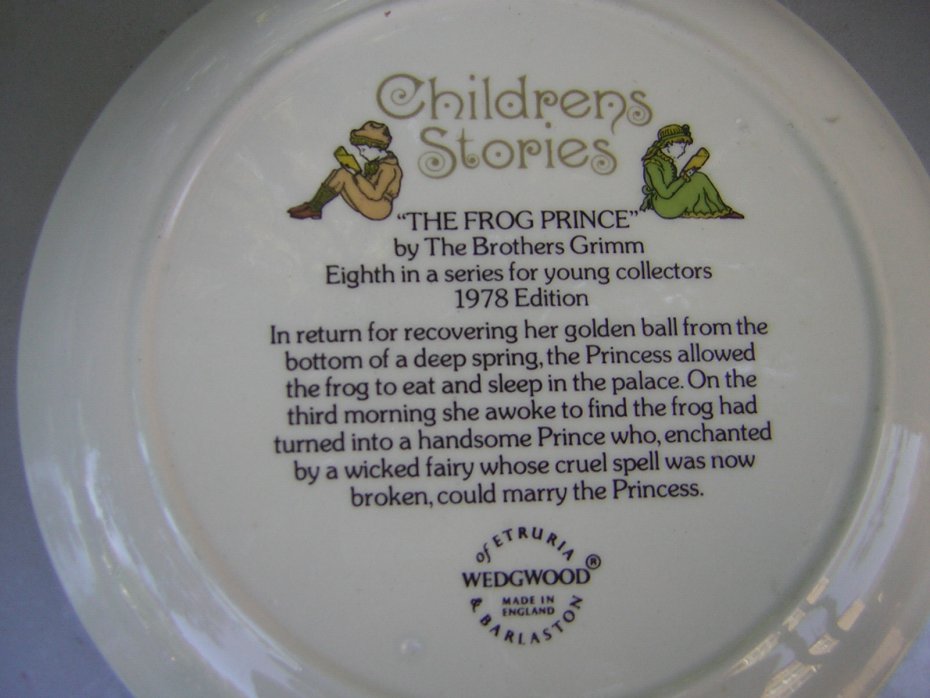 Childrens
Stories
“THE FROG PRINCE”
by The Brothers Grimm
Eighth in a series for young collectors
1978 Edition
In return for recovering her golden ball from the
bottom of a deep spring, the Princess allowed
the frog to eat and sleep in the palace. On the
third morning she awoke to find the frog had
turned into a handsome Prince who, enchanted
by a wicked fairy whose cruel spell was now
broken, could marry the Princess.
of ETRURIA
WEDGWOOD®
MADE IN
ENGLAND
& BARLASTON